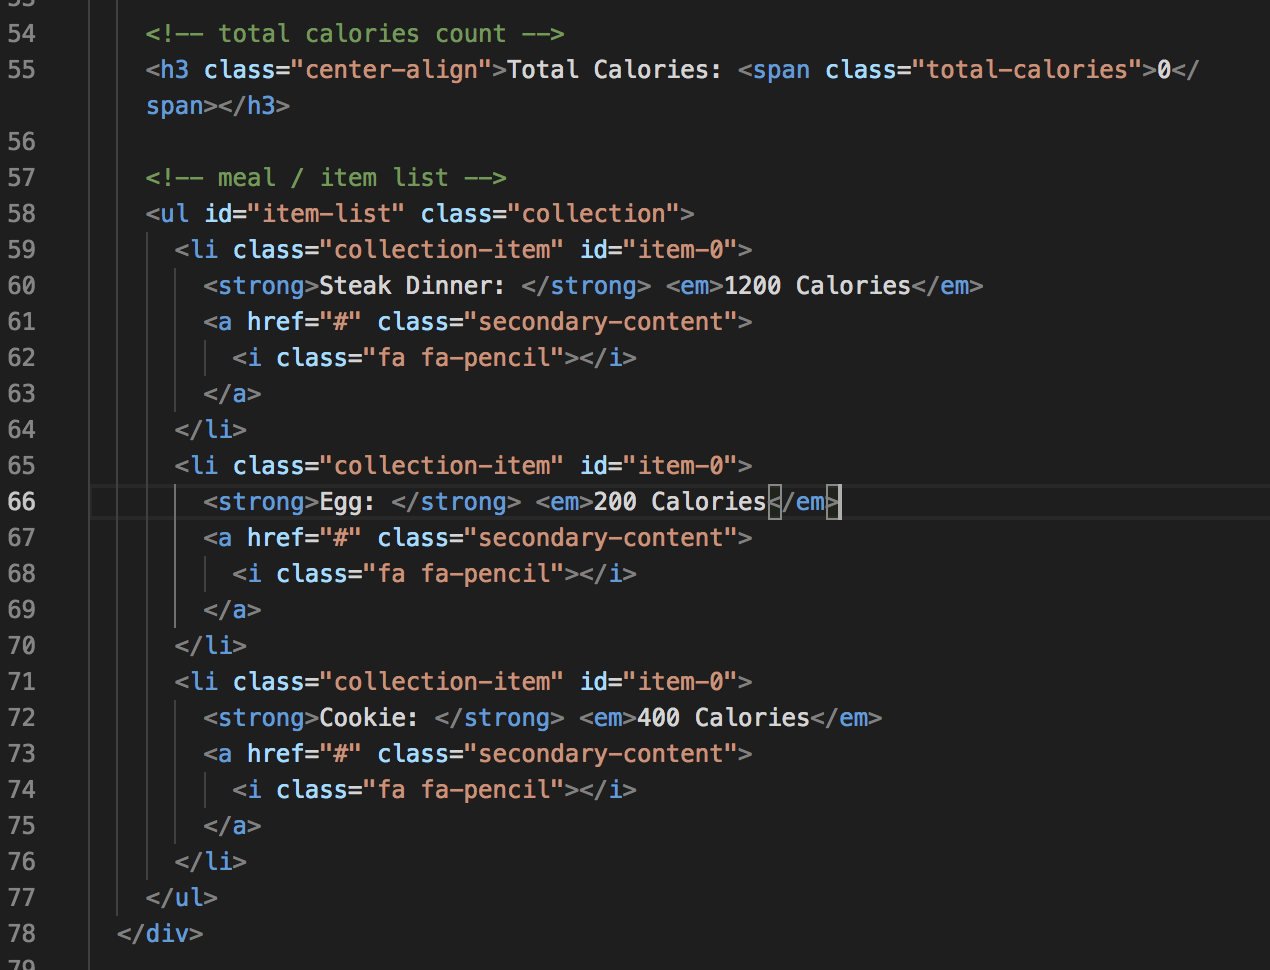 53
54 <!-- total calories count -->
55 <h3 class="center-align">Total Calories: <span class="total-calories">0</
span></h3>
56
57 <!-- meal / item list -->
58 <ul id="item-list" class="collection">
59 <li class="collection-item" id="item-0">
60 <strong>Steak Dinner: </strong> <em>1200 Calories</em>
61 <a href="#" class="secondary-content">
62 <i class="fa fa-pencil"></i>
63 </a>
64 </li>
65 <li class="collection-item" id="item-0">
66 <strong>Egg: </strong> <em>200 Calories</em>
67 <a href="#" class="secondary-content">
68 <i class="fa fa-pencil"></i>
69 </a>
70 </li>
71 <li class="collection-item" id="item-0">
72 <strong>Cookie: </strong> <em>400 Calories</em>
73 <a href="#" class="secondary-content">
74 <i class="fa fa-pencil"></i>
75 </a>
76 </li>
77 </ul>
78 </div>
79